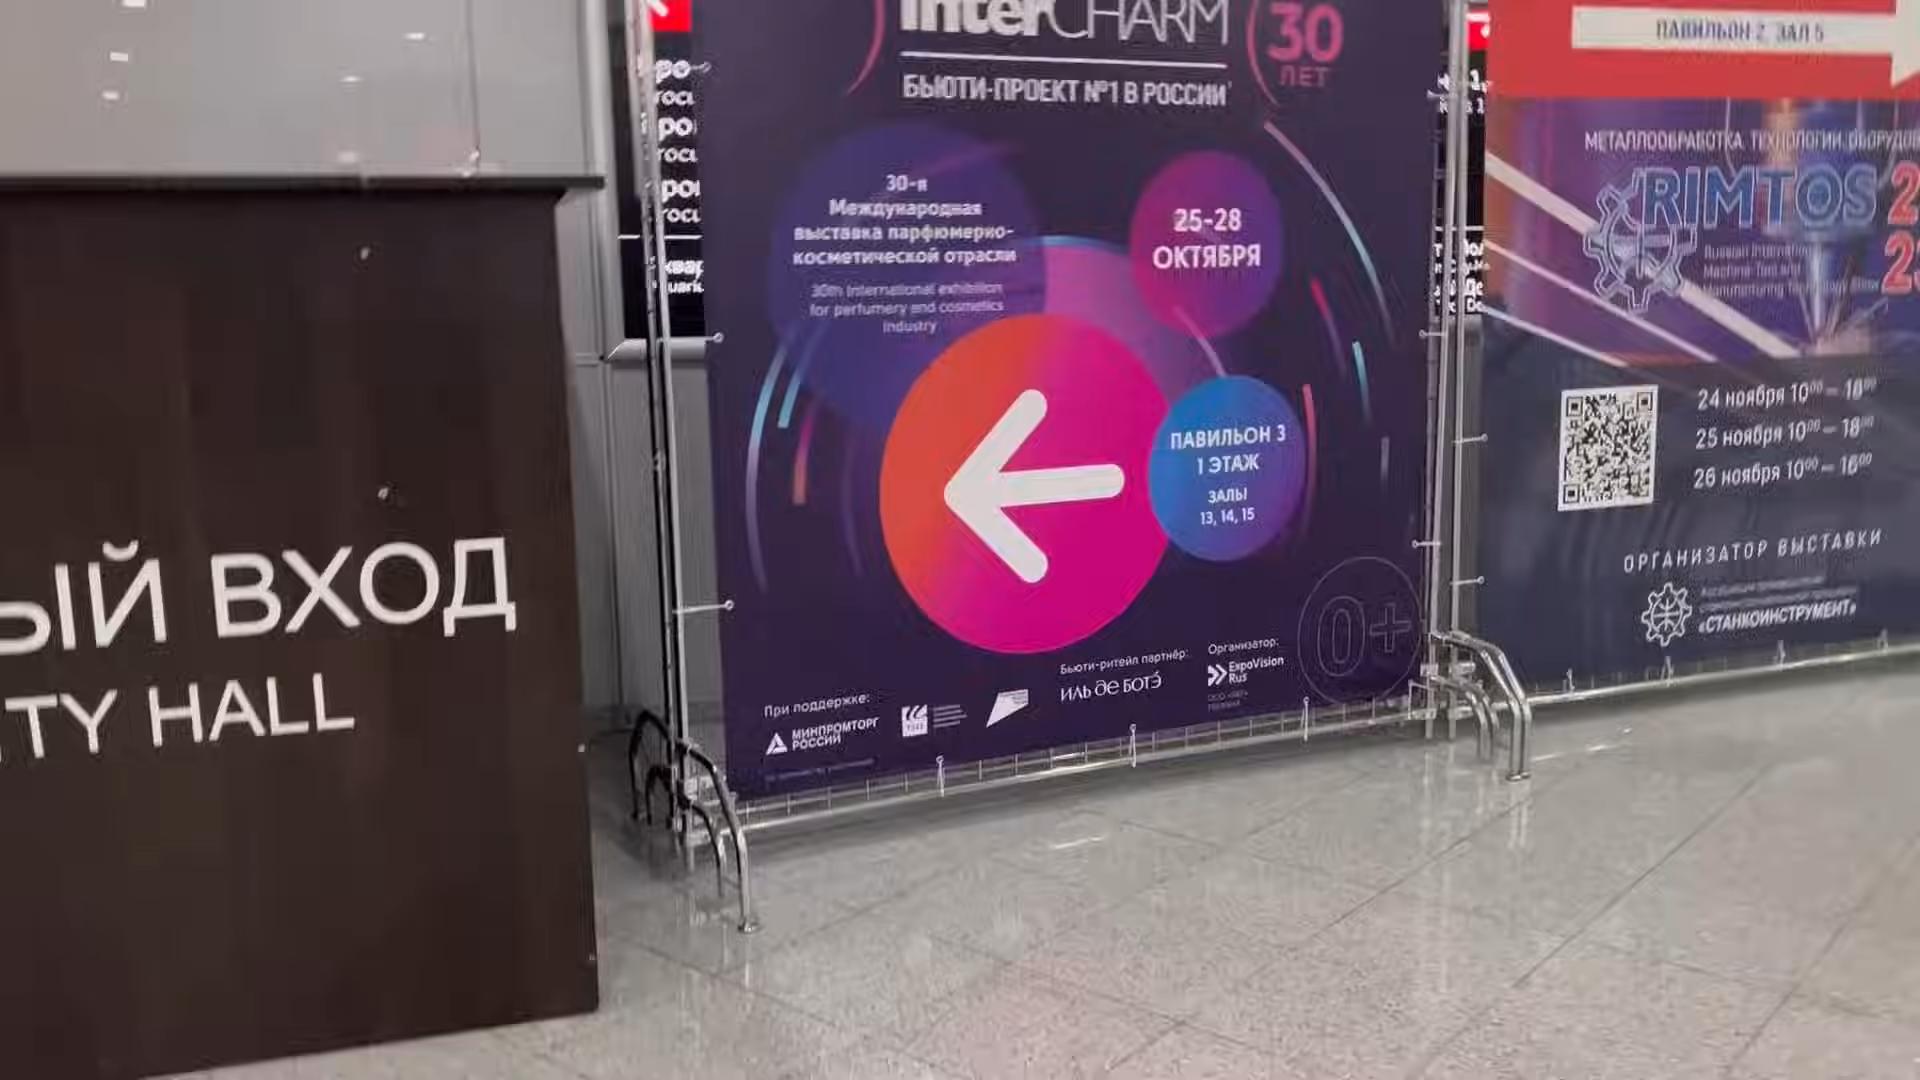 ЫЙ ВХОД
TY HALL
InterCHARM
30
ЛЕТ
БЬЮТИ-ПРОЕКТ №1 В РОССИИ
30-я
Международная
выставка парфюмерно-
косметической отрасли
30th International exhibition
for perfumery and cosmetics
industry
25-28
ОКТЯБРЯ
ПАВИЛЬОН 3
1 ЭТАЖ
ЗАЛЫ
13, 14, 15
0+
При поддержке:
МИНПРОМТОРГ
РОССИИ
Бьюти-ритейл партнёр:
ИЛЬ де БОТЭ
Организатор:
ExpoVision
Rus
ПАВИЛЬОН 2, ЗАЛ 5
МЕТАЛЛООБРАБОТКА. ТЕХНОЛОГИИ. ОБОРУДОВ
RIMTOS
24 ноября 10⁰⁰ – 18⁰⁰
25 ноября 10⁰⁰ – 18⁰⁰
26 ноября 10⁰⁰ – 16⁰⁰
ОРГАНИЗАТОР ВЫСТАВКИ
«СТАНКОИНСТРУМЕНТ»